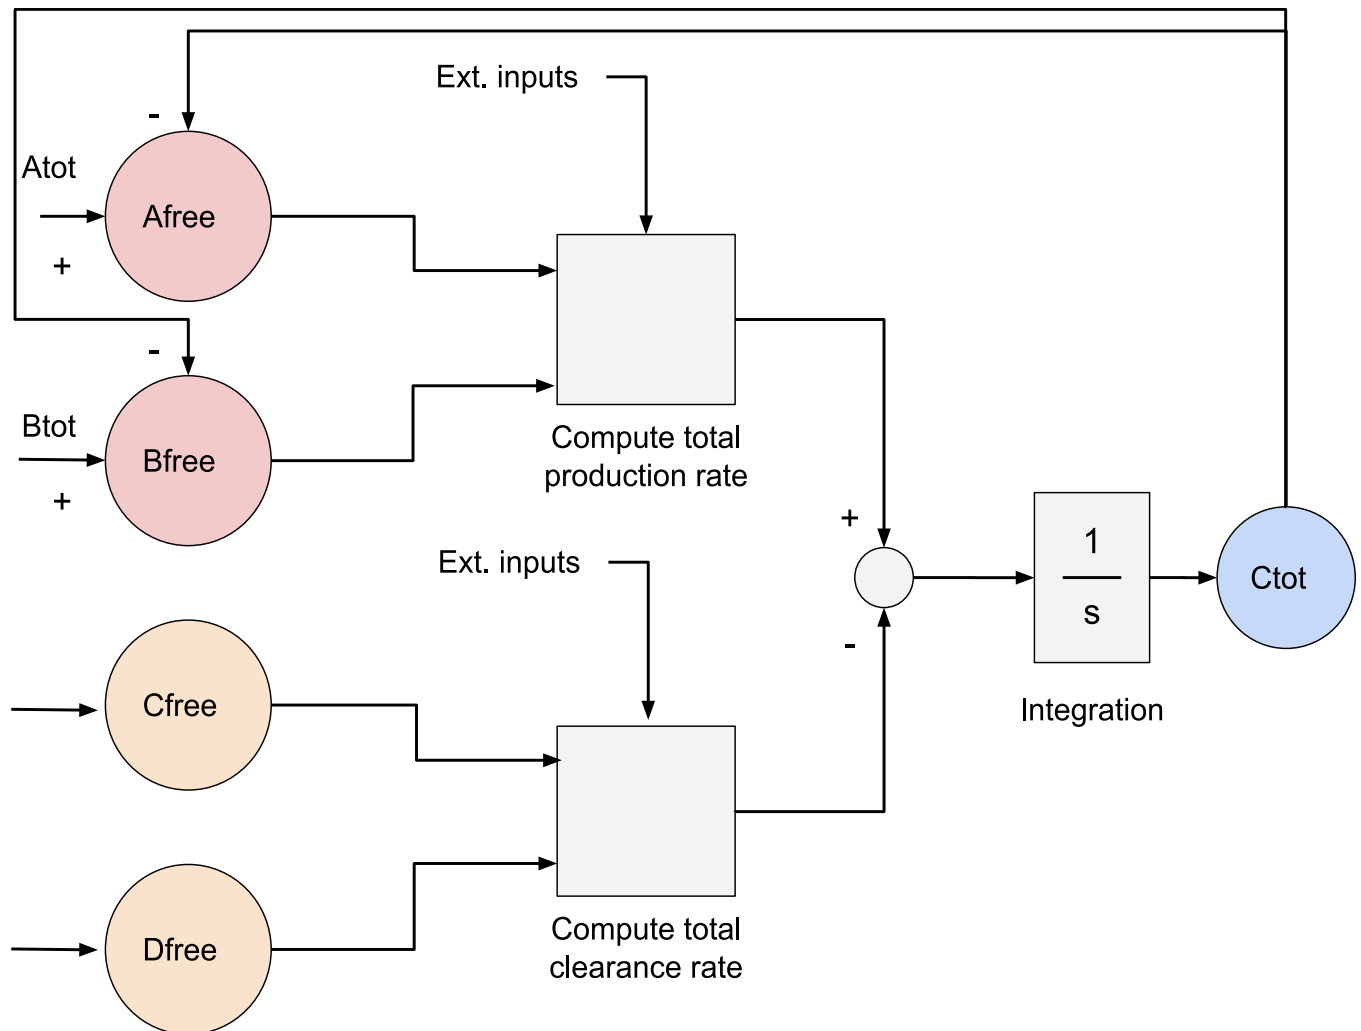 Ext. inputs
-
Atot
Afree
+
-
Btot
Bfree
+
Compute total
production rate
Ext. inputs
+
-
1
s
Integration
Ctot
Cfree
Dfree
Compute total
clearance rate